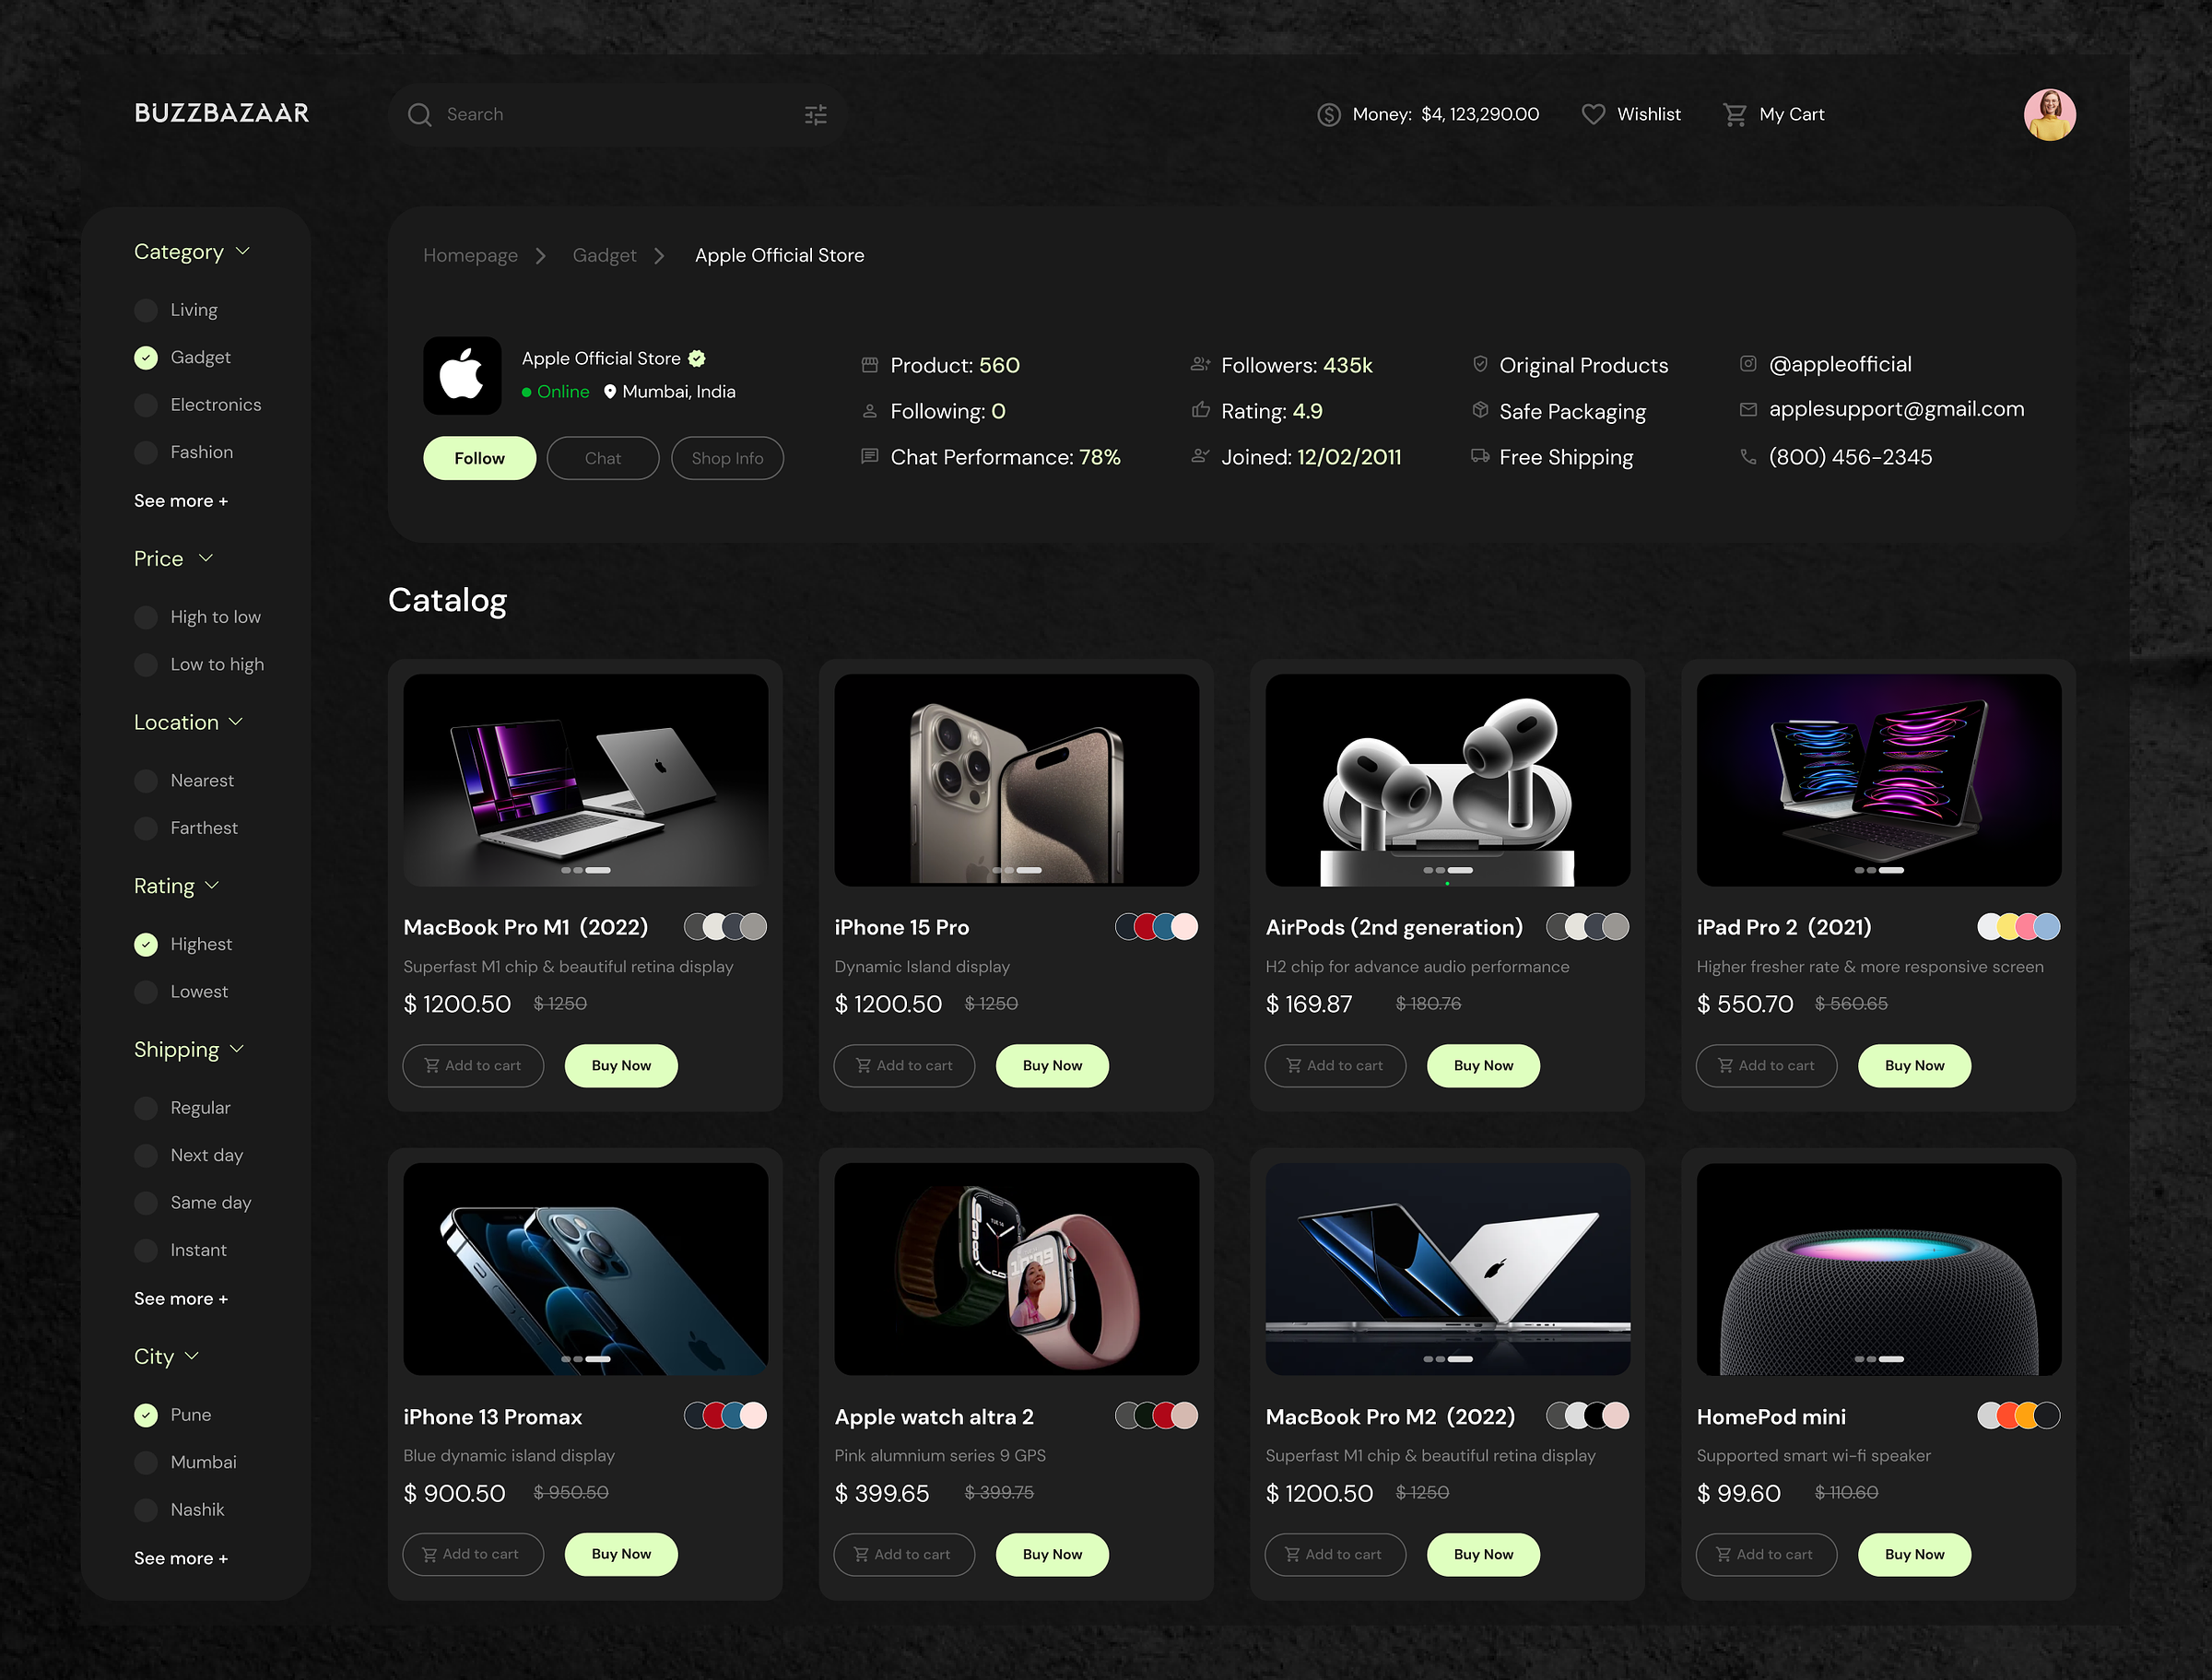 BUZZBAZAAR
Search
Money: $4, 123,290.00
Wishlist
My Cart
Category
Living
Gadget
Electronics
Fashion
See more +
Price
High to low
Low to high
Location
Nearest
Farthest
Rating
Highest
Lowest
Shipping
Regular
Next day
Same day
Instant
See more +
City
Pune
Mumbai
Nashik
See more +
Homepage
Gadget
Apple Official Store
Apple Official Store
Online
Mumbai, India
Follow
Chat
Shop Info
Product: 560
Following: 0
Chat Performance: 78%
Followers: 435k
Rating: 4.9
Joined: 12/02/2011
Original Products
Safe Packaging
Free Shipping
@appleofficial
applesupport@gmail.com
(800) 456-2345
Catalog
MacBook Pro M1 (2022)
Superfast M1 chip & beautiful retina display
$ 1200.50 $ 1250
Add to cart
Buy Now
iPhone 15 Pro
Dynamic Island display
$ 1200.50 $ 1250
Add to cart
Buy Now
AirPods (2nd generation)
H2 chip for advance audio performance
$ 169.87 $ 180.76
Add to cart
Buy Now
iPad Pro 2 (2021)
Higher fresher rate & more responsive screen
$ 550.70 $ 560.65
Add to cart
Buy Now
iPhone 13 Promax
Blue dynamic island display
$ 900.50 $ 950.50
Add to cart
Buy Now
TUE 14
10:09
Apple watch altra 2
Pink alumnium series 9 GPS
$ 399.65 $ 399.75
Add to cart
Buy Now
MacBook Pro M2 (2022)
Superfast M1 chip & beautiful retina display
$ 1200.50 $ 1250
Add to cart
Buy Now
HomePod mini
Supported smart wi-fi speaker
$ 99.60 $ 110.60
Add to cart
Buy Now